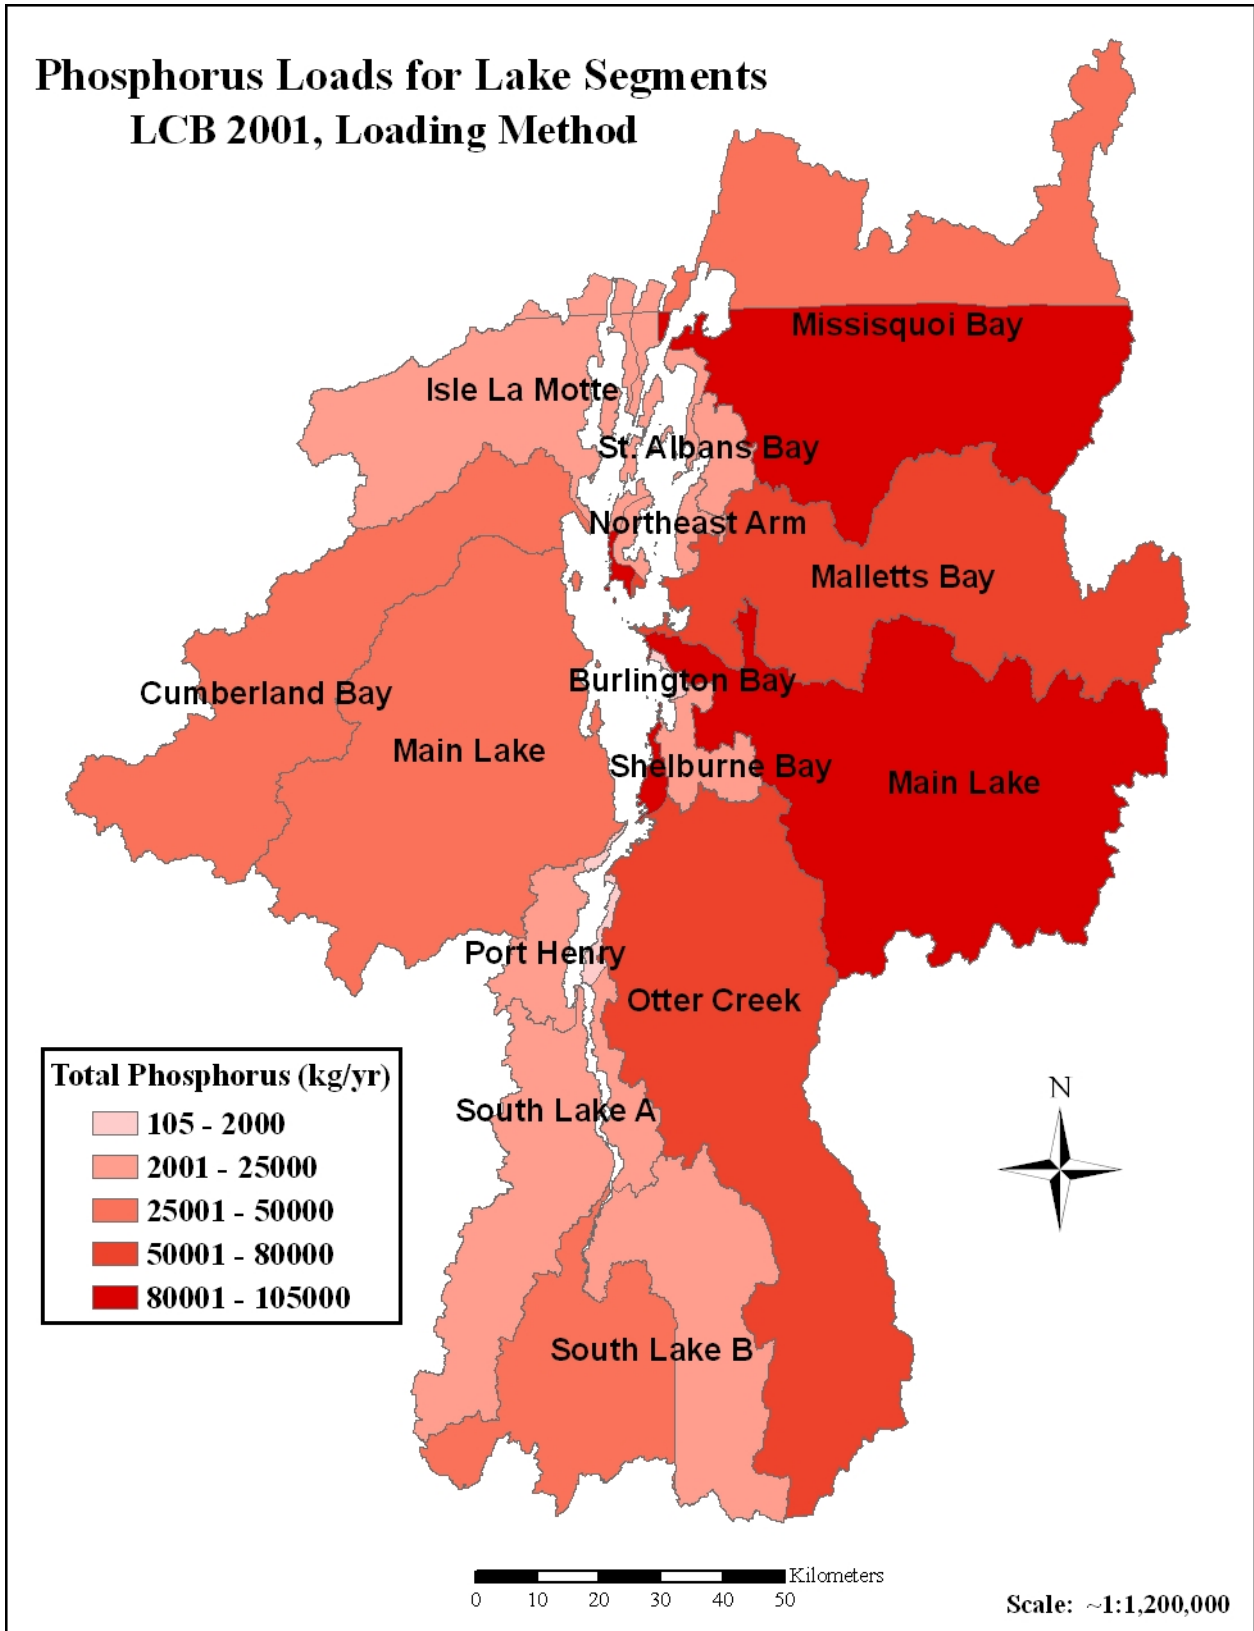 Phosphorus Loads for Lake Segments
LCB 2001, Loading Method
Missisquoi Bay
Isle La Motte
St. Albans Bay
Northeast Arm
Malletts Bay
Burlington Bay
Cumberland Bay
Main Lake
Shelburne Bay
Main Lake
Port Henry
Otter Creek
South Lake A
South Lake B
Total Phosphorus (kg/yr)
105 - 2000
2001 - 25000
25001 - 50000
50001 - 80000
80001 - 105000
N
Kilometers
0 10 20 30 40 50
Scale: ~1:1,200,000